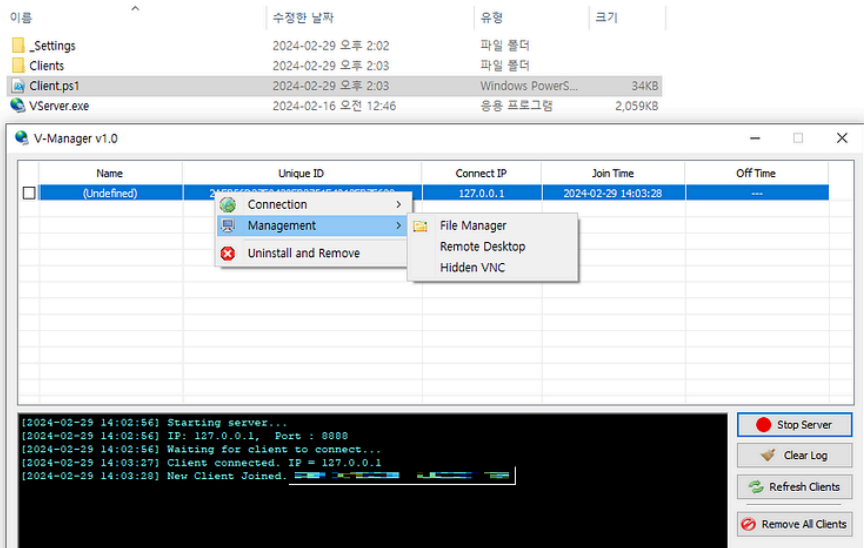 이름 수정한 날짜 유형 크기
_Settings 2024-02-29 오후 2:02 파일 폴더
Clients 2024-02-29 오후 2:03 파일 폴더
Client.ps1 2024-02-29 오후 2:03 Windows PowerS... 34KB
VServer.exe 2024-02-16 오전 12:46 응용 프로그램 2,059KB
V-Manager v1.0
Name Unique ID Connect IP Join Time Off Time
(Undefined) 127.0.0.1 2024-02-29 14:03:28 ---
Connection
Management
Uninstall and Remove
File Manager
Remote Desktop
Hidden VNC
[2024-02-29 14:02:56] Starting server...
[2024-02-29 14:02:56] IP: 127.0.0.1, Port : 8888
[2024-02-29 14:02:56] Waiting for client to connect...
[2024-02-29 14:03:27] Client connected. IP = 127.0.0.1
[2024-02-29 14:03:28] New Client Joined.
Stop Server
Clear Log
Refresh Clients
Remove All Clients